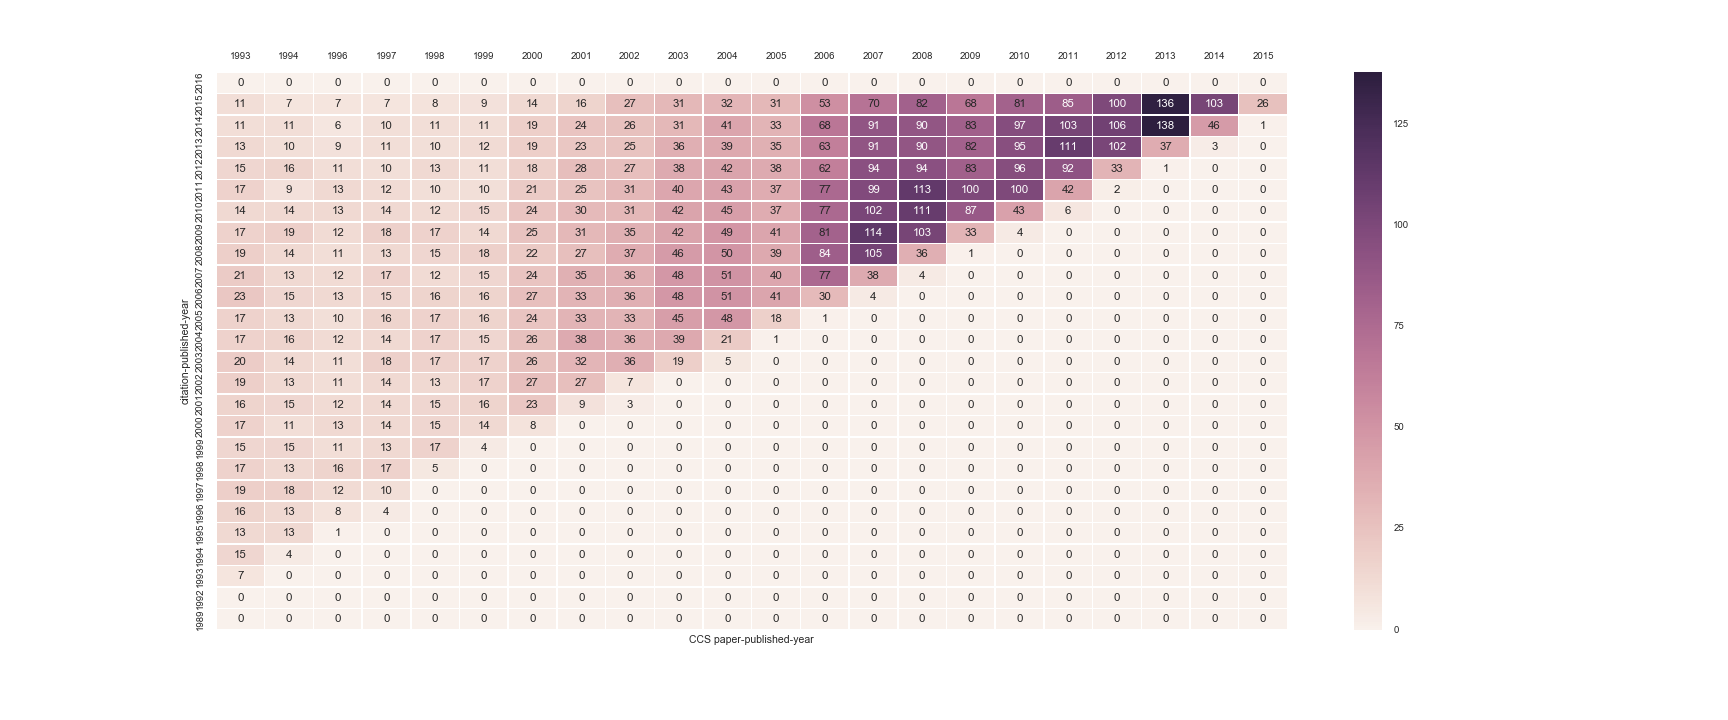 1993 1994 1996 1997 1998 1999 2000 2001 2002 2003 2004 2005 2006 2007 2008 2009 2010 2011 2012 2013 2014 2015
2016 0 0 0 0 0 0 0 0 0 0 0 0 0 0 0 0 0 0 0 0 0 0
2015 11 7 7 7 8 9 14 16 27 31 32 31 53 70 82 68 81 85 100 136 103 26
2014 11 11 6 10 11 11 19 24 26 31 41 33 68 91 90 83 97 103 106 138 46 1
2013 13 10 9 11 10 12 19 23 25 36 39 35 63 91 90 82 95 111 102 37 3 0
2012 15 16 11 10 13 11 18 28 27 38 42 38 62 94 94 83 96 92 33 1 0 0
2011 17 9 13 12 10 10 21 25 31 40 43 37 77 99 113 100 100 42 2 0 0 0
2010 14 14 13 14 12 15 24 30 31 42 45 37 77 102 111 87 43 6 0 0 0 0
2009 17 19 12 18 17 14 25 31 35 42 49 41 81 114 103 33 4 0 0 0 0 0
2008 19 14 11 13 15 18 22 27 37 46 50 39 84 105 36 1 0 0 0 0 0 0
2007 21 13 12 17 12 15 24 35 36 48 51 40 77 38 4 0 0 0 0 0 0 0
2006 23 15 13 15 16 16 27 33 36 48 51 41 30 4 0 0 0 0 0 0 0 0
2005 17 13 10 16 17 16 24 33 33 45 48 18 1 0 0 0 0 0 0 0 0 0
2004 17 16 12 14 17 15 26 38 36 39 21 1 0 0 0 0 0 0 0 0 0 0
2003 20 14 11 18 17 17 26 32 36 19 5 0 0 0 0 0 0 0 0 0 0 0
2002 19 13 11 14 13 17 27 27 7 0 0 0 0 0 0 0 0 0 0 0 0 0
2001 16 15 12 14 15 16 23 9 3 0 0 0 0 0 0 0 0 0 0 0 0 0
2000 17 11 13 14 15 14 8 0 0 0 0 0 0 0 0 0 0 0 0 0 0 0
1999 15 15 11 13 17 4 0 0 0 0 0 0 0 0 0 0 0 0 0 0 0 0
1998 17 13 16 17 5 0 0 0 0 0 0 0 0 0 0 0 0 0 0 0 0 0
1997 19 18 12 10 0 0 0 0 0 0 0 0 0 0 0 0 0 0 0 0 0 0
1996 16 13 8 4 0 0 0 0 0 0 0 0 0 0 0 0 0 0 0 0 0 0
1995 13 13 1 0 0 0 0 0 0 0 0 0 0 0 0 0 0 0 0 0 0 0
1994 15 4 0 0 0 0 0 0 0 0 0 0 0 0 0 0 0 0 0 0 0 0
1993 7 0 0 0 0 0 0 0 0 0 0 0 0 0 0 0 0 0 0 0 0 0
1992 0 0 0 0 0 0 0 0 0 0 0 0 0 0 0 0 0 0 0 0 0 0
1989 0 0 0 0 0 0 0 0 0 0 0 0 0 0 0 0 0 0 0 0 0 0
citation-published-year
CCS paper-published-year
125
100
75
50
25
0